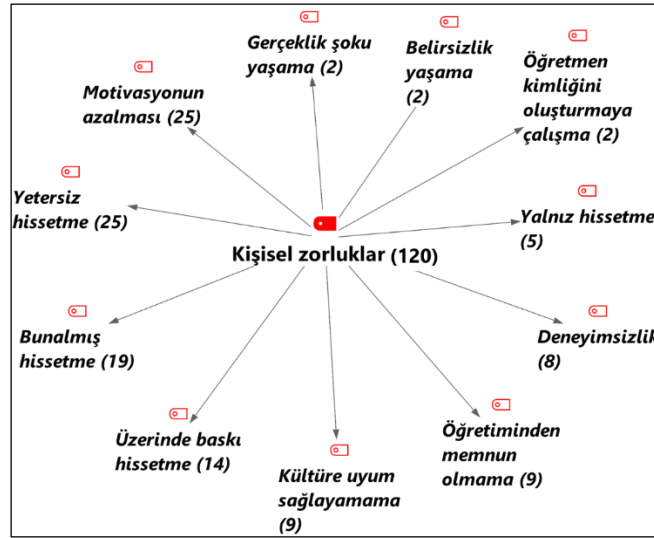 Gerçeklik şoku
yaşama (2)
Belirsizlik
yaşama
(2)
Öğretmen
kimliğini
oluşturmaya
çalışma (2)
Motivasyonun
azalması (25)
Yetersiz
hissetme (25)
Yalnız hissetme
(5)
Kişisel zorluklar (120)
Bunalmış
hissetme (19)
Deneyimsizlik
(8)
Üzerinde baskı
hissetme (14)
Kültüre uyum
sağlayamama
(9)
Öğretiminden
memnun
olmama (9)